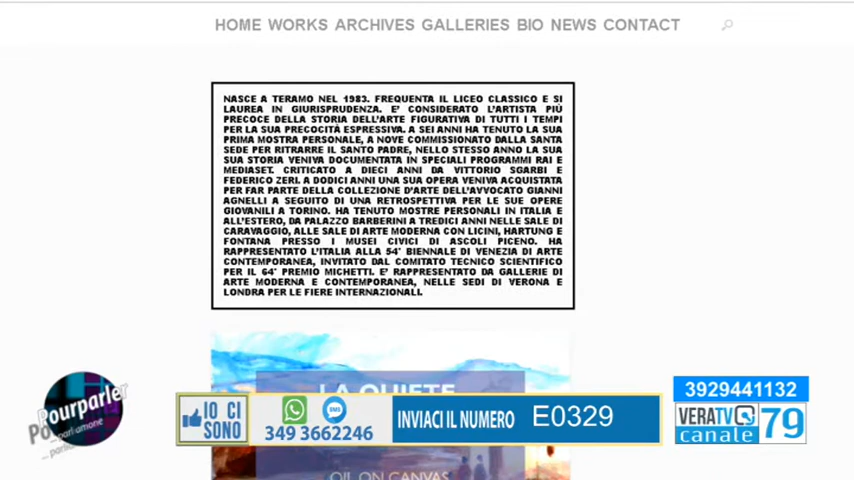 HOME WORKS ARCHIVES GALLERIES BIO NEWS CONTACT
NASCE A TERAMO NEL 1983. FREQUENTA IL LICEO CLASSICO E SI
LAUREA IN GIURISPRUDENZA. E' CONSIDERATO L'ARTISTA PIÙ
PRECOCE DELLA STORIA DELL'ARTE FIGURATIVA DI TUTTI I TEMPI
PER LA SUA PRECOCITÀ ESPRESSIVA. A SEI ANNI HA TENUTO LA SUA
PRIMA MOSTRA PERSONALE, A NOVE COMMISSIONATO DALLA SANTA
SEDE PER RITRARRE IL SANTO PADRE, NELLO STESSO ANNO LA SUA
SUA STORIA VENIVA DOCUMENTATA IN SPECIALI PROGRAMMI RAI E
MEDIASET. CRITICATO A DIECI ANNI DA VITTORIO SGARBI E
FEDERICO ZERI. A DODICI ANNI UNA SUA OPERA VENIVA ACQUISTATA
PER FAR PARTE DELLA COLLEZIONE D'ARTE DELL'AVVOCATO GIANNI
AGNELLI A SEGUITO DI UNA RETROSPETTIVA PER LE SUE OPERE
GIOVANILI A TORINO. HA TENUTO MOSTRE PERSONALI IN ITALIA E
ALL'ESTERO, DA PALAZZO BARBERINI A TREDICI ANNI NELLE SALE DI
CARAVAGGIO, ALLE SALE DI ARTE MODERNA CON LICINI, HARTUNG E
FONTANA PRESSO I MUSEI CIVICI DI ASCOLI PICENO. HA
RAPPRESENTATO L'ITALIA ALLA 54° BIENNALE DI VENEZIA DI ARTE
CONTEMPORANEA, INVITATO DAL COMITATO TECNICO SCIENTIFICO
PER IL 64° PREMIO MICHETTI. E' RAPPRESENTATO DA GALLERIE DI
ARTE MODERNA E CONTEMPORANEA, NELLE SEDI DI VERONA E
LONDRA PER LE FIERE INTERNAZIONALI.
LA QUIETE
OIL ON CANVAS
Pourparler
...parliamone
IO CI
SONO
SMS
349 3662246
INVIACI IL NUMERO E0329
3929441132
VERATV
canale 79